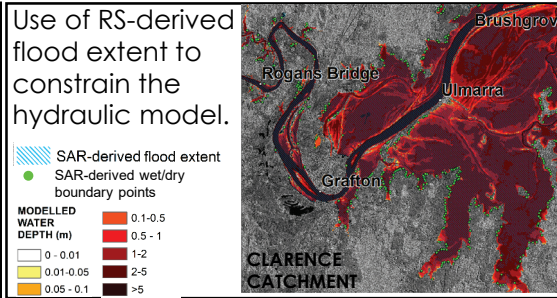 Use of RS-derived
flood extent to
constrain the
hydraulic model.
SAR-derived flood extent
SAR-derived wet/dry
boundary points
MODELLED
WATER
DEPTH (m)
0 - 0.01
0.01-0.05
0.05 - 0.1
0.1-0.5
0.5 - 1
1-2
2-5
>5
Brushgrov
Rogans Bridge
Ulmarra
Grafton
CLARENCE
CATCHMENT